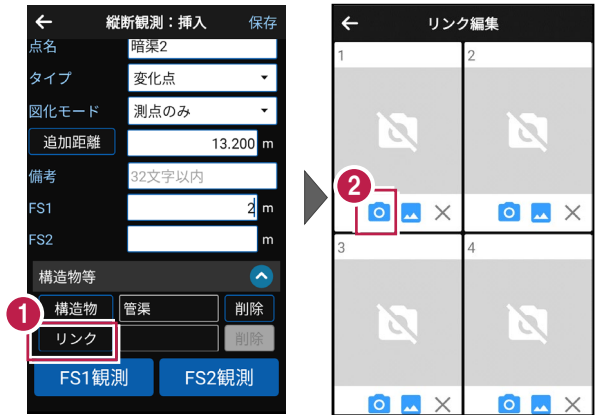 縦断観測：挿入 保存
点名 暗渠2
タイプ 変化点
図化モード 測点のみ
追加距離 13.200 m
備考 32文字以内
FS1 2 m
FS2 m
構造物等
1
構造物 管渠 削除
リンク 削除
FS1観測 FS2観測
リンク編集
1 2
2
3 4